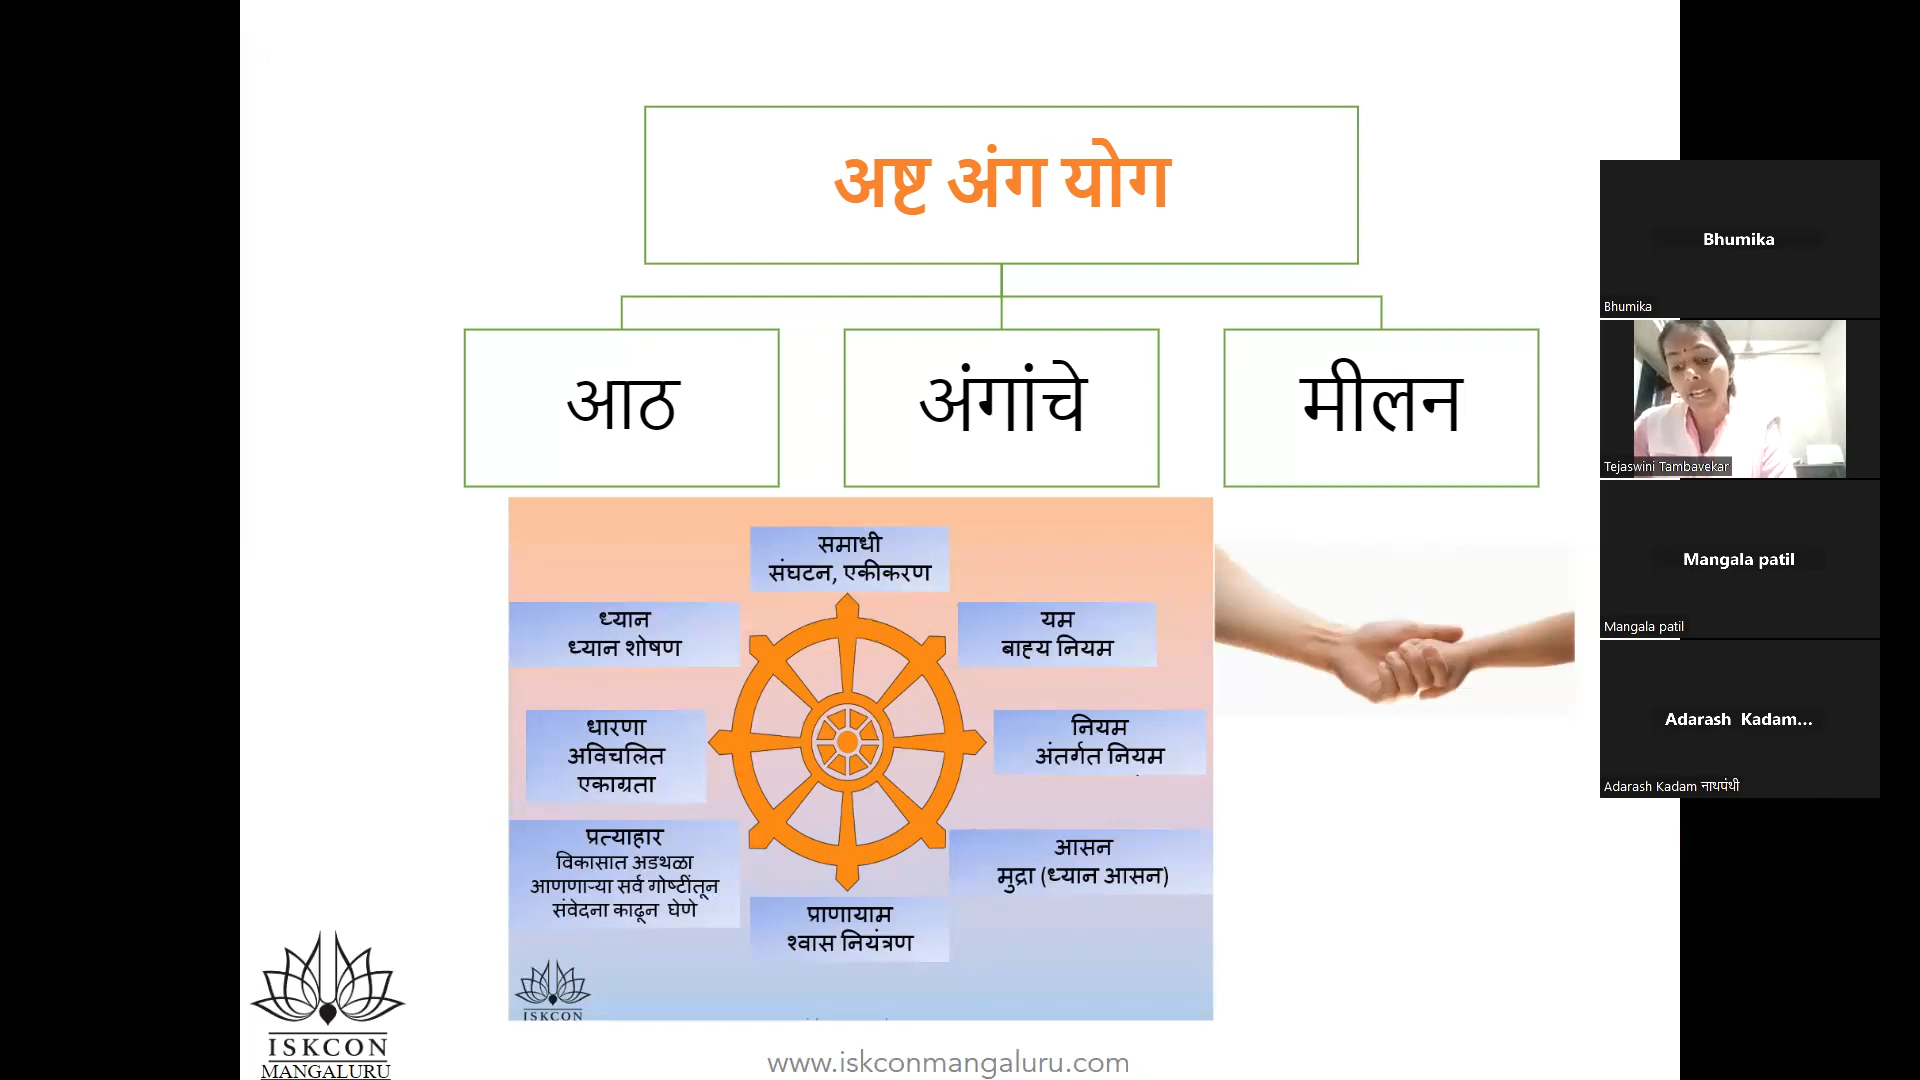 अष्ट अंग योग
आठ
अंगांचे
मीलन
समाधी
संघटन, एकीकरण
ध्यान
ध्यान शोषण
यम
बाह्य नियम
धारणा
अविचलित
एकाग्रता
नियम
अंतर्गत नियम
प्रत्याहार
विकासात अडथळा
आणणाऱ्या सर्व गोष्टींतून
संवेदना काढून घेणे
आसन
मुद्रा (ध्यान आसन)
प्राणायाम
श्वास नियंत्रण
ISKCON
ISKCON
MANGALURU
www.iskconmangaluru.com
Bhumika
Bhumika
Tejaswini Tambavekar
Mangala patil
Mangala patil
Adarash Kadam...
Adarash Kadam नाथपंथी